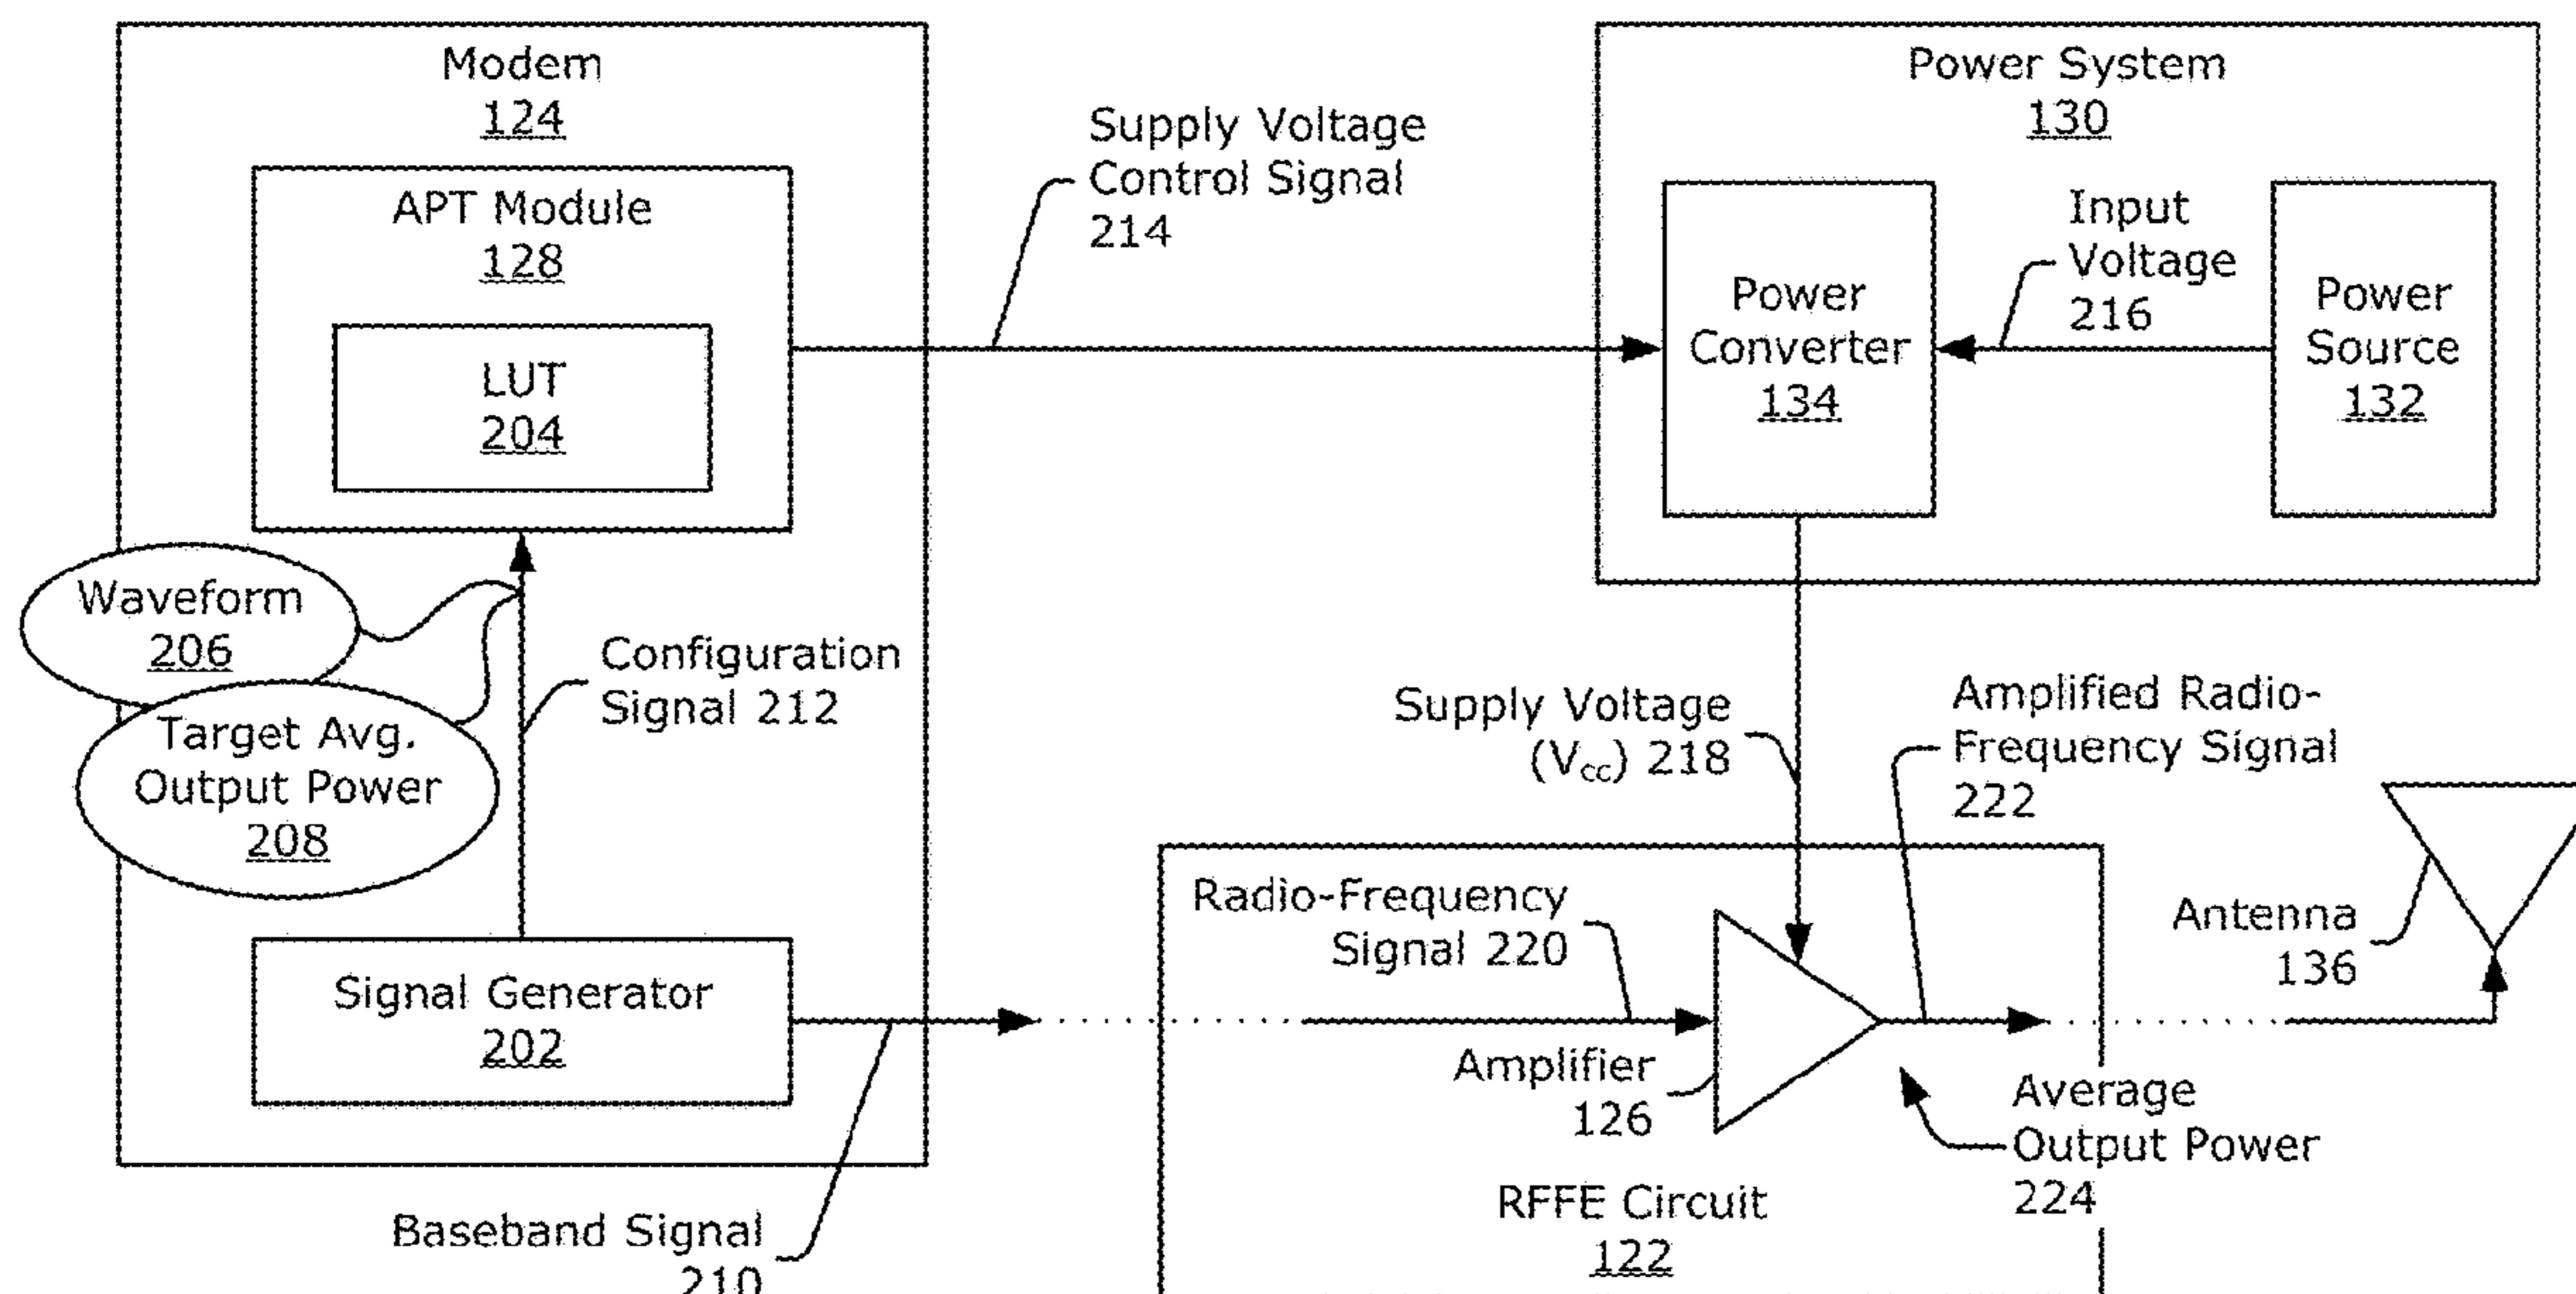 Modem
124
APT Module
128
LUT
204
Supply Voltage
Control Signal
214
Power System
130
Power
Converter
134
Input
Voltage
216
Power
Source
132
Waveform
206
Target Avg.
Output Power
208
Configuration
Signal 212
Signal Generator
202
Baseband Signal
210
Supply Voltage
(Vcc) 218
Amplified Radio-
Frequency Signal
222
Radio-Frequency
Signal 220
Amplifier
126
Antenna
136
Average
Output Power
224
RFFE Circuit
122